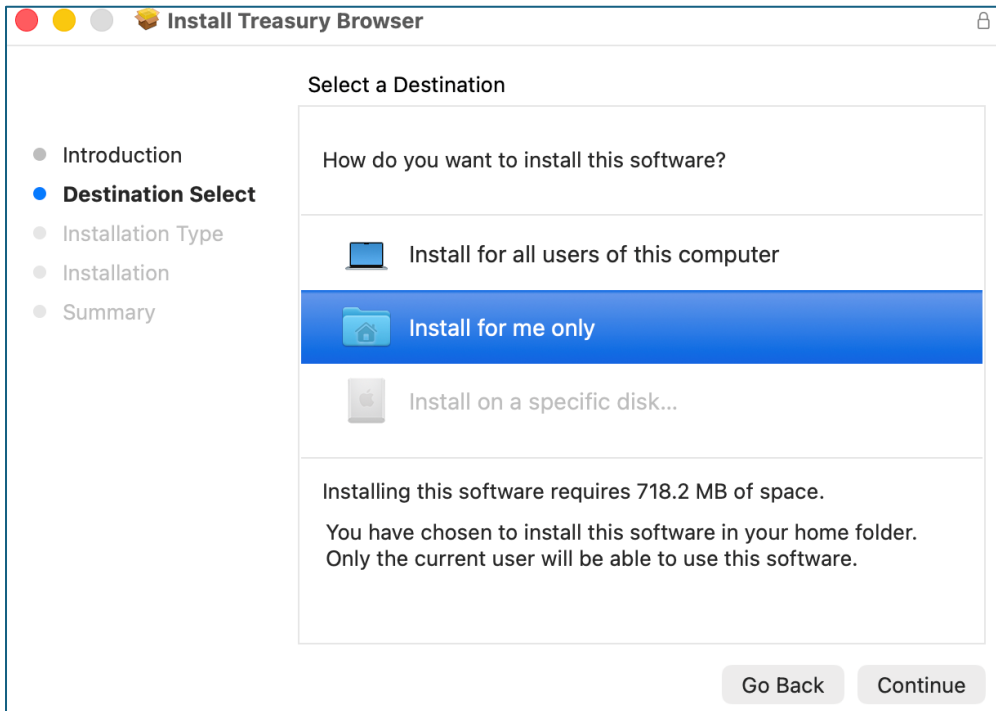 Install Treasury Browser
Select a Destination
Introduction
Destination Select
Installation Type
Installation
Summary
How do you want to install this software?
Install for all users of this computer
Install for me only
Install on a specific disk...
Installing this software requires 718.2 MB of space.
You have chosen to install this software in your home folder.
Only the current user will be able to use this software.
Go Back
Continue